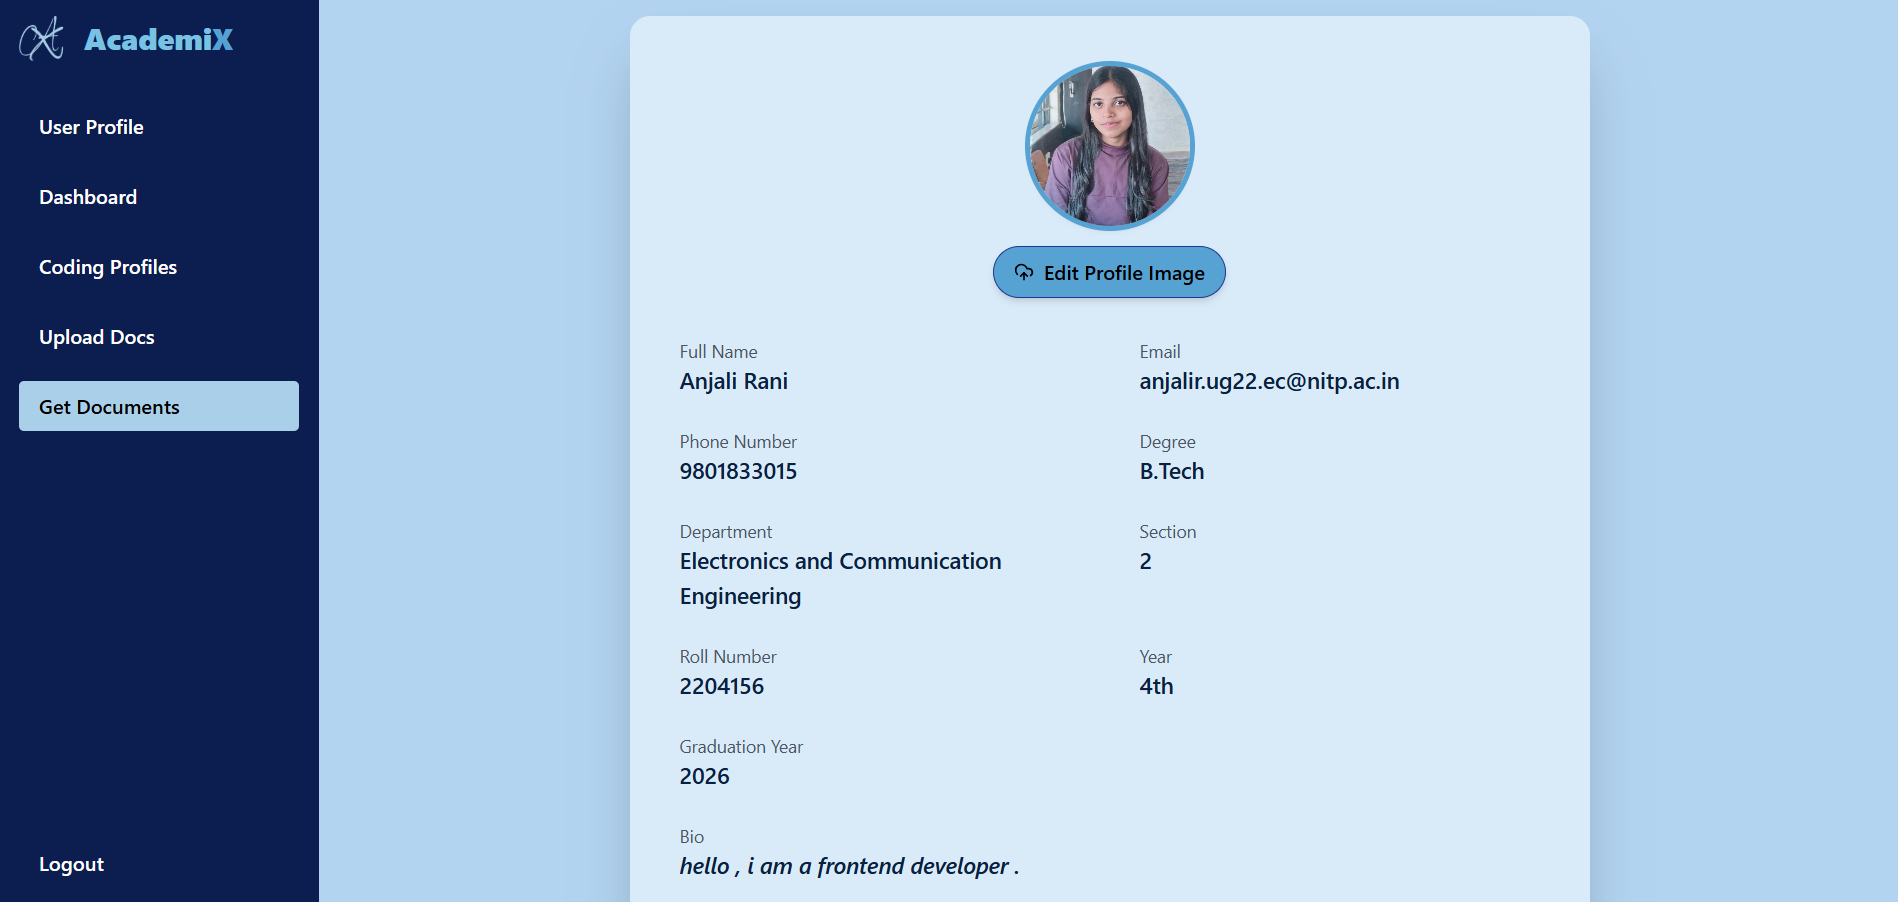 AcademiX
User Profile
Dashboard
Coding Profiles
Upload Docs
Get Documents
Logout
Edit Profile Image
Full Name
Anjali Rani
Email
anjalir.ug22.ec@nitp.ac.in
Phone Number
9801833015
Degree
B.Tech
Department
Electronics and Communication
Engineering
Section
2
Roll Number
2204156
Year
4th
Graduation Year
2026
Bio
hello , i am a frontend developer .